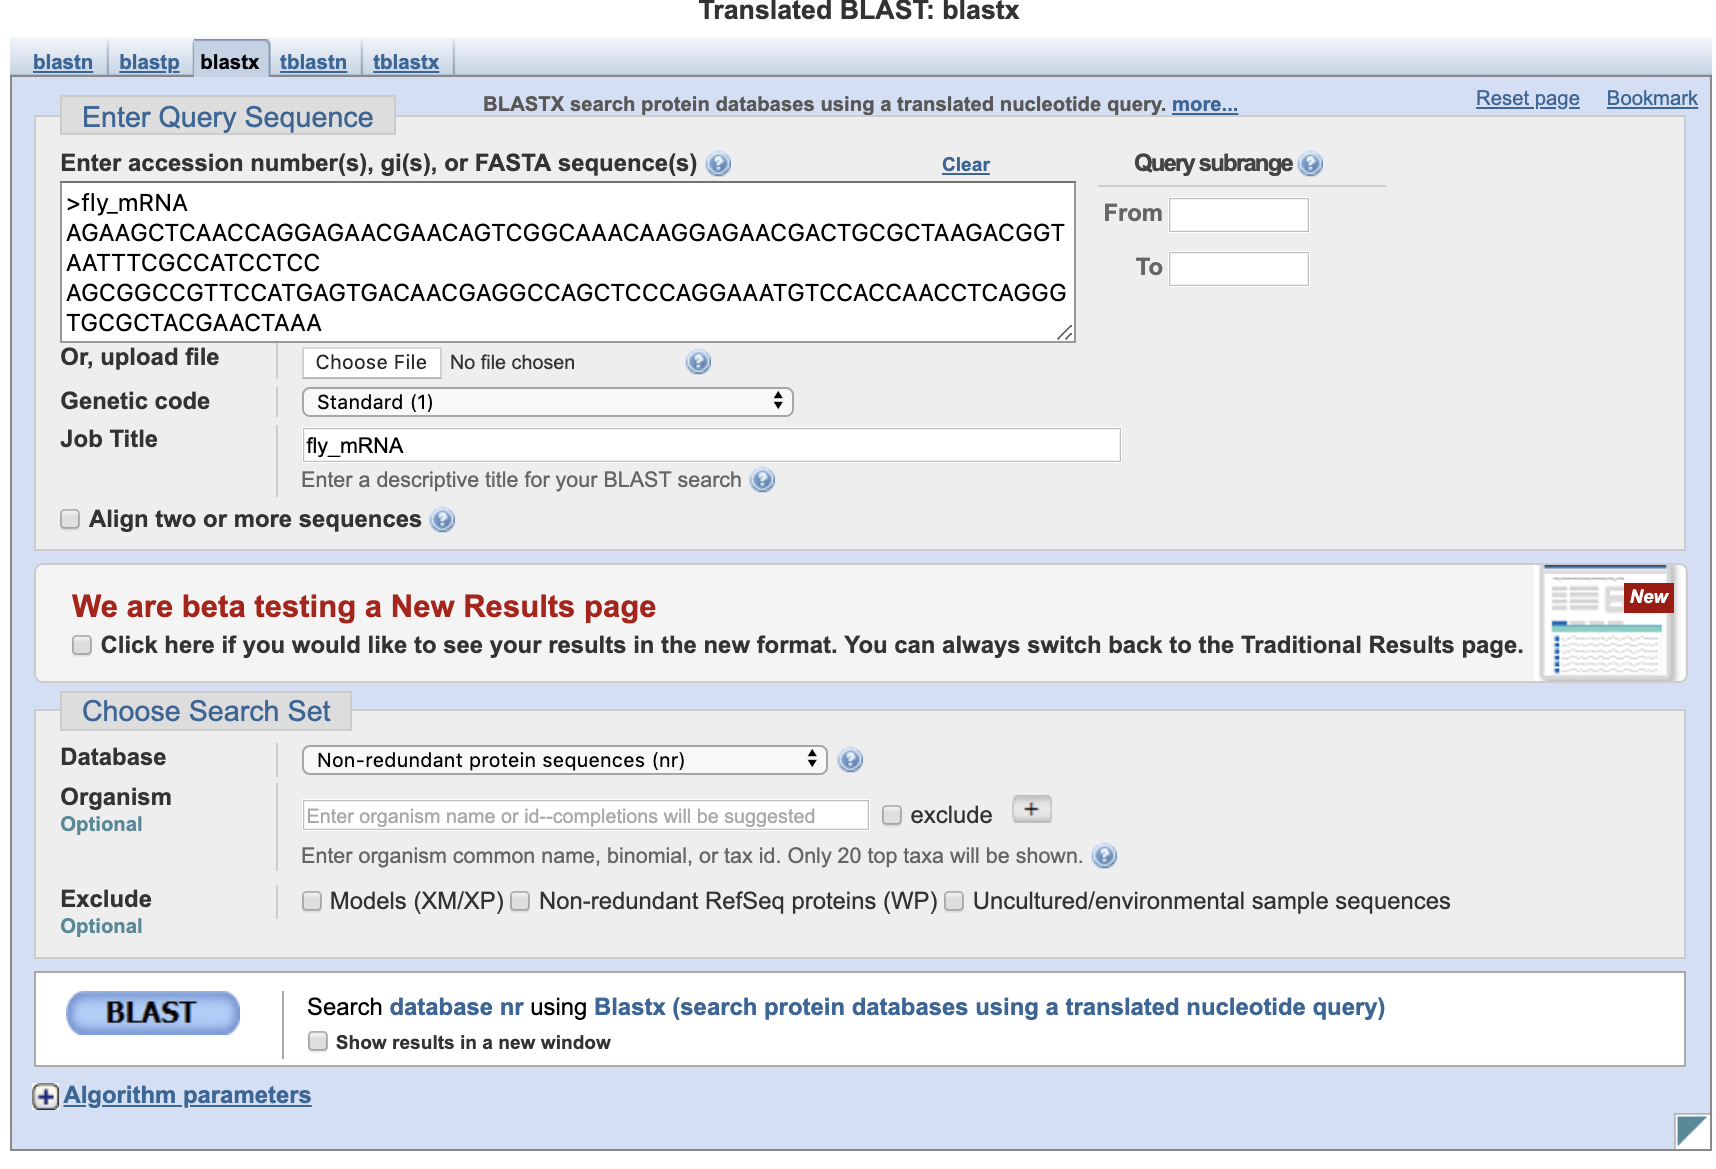 Translated BLAST: blastx
blastn blastp blastx tblastn tblastx
Enter Query Sequence
BLASTX search protein databases using a translated nucleotide query. more...
Reset page Bookmark
Enter accession number(s), gi(s), or FASTA sequence(s)
Clear
Query subrange
>fly_mRNA
AGAAGCTCAACCAGGAGAACGAACAGTCGGCAAACAAGGAGAACGACTGCGCTAAGACGGT
AATTTCGCCATCCTCC
AGCGGCCGTTCCATGAGTGACAACGAGGCCAGCTCCCAGGAAATGTCCACCAACCTCAGGG
TGCGCTACGAACTAAA
From
To
Or, upload file
Choose File No file chosen
Genetic code
Standard (1)
Job Title
fly_mRNA
Enter a descriptive title for your BLAST search
Align two or more sequences
We are beta testing a New Results page
New
Click here if you would like to see your results in the new format. You can always switch back to the Traditional Results page.
Choose Search Set
Database
Non-redundant protein sequences (nr)
Organism
Optional
Enter organism name or id--completions will be suggested
exclude
+
Enter organism common name, binomial, or tax id. Only 20 top taxa will be shown.
Exclude
Optional
Models (XM/XP) Non-redundant RefSeq proteins (WP) Uncultured/environmental sample sequences
BLAST
Search database nr using Blastx (search protein databases using a translated nucleotide query)
Show results in a new window
Algorithm parameters